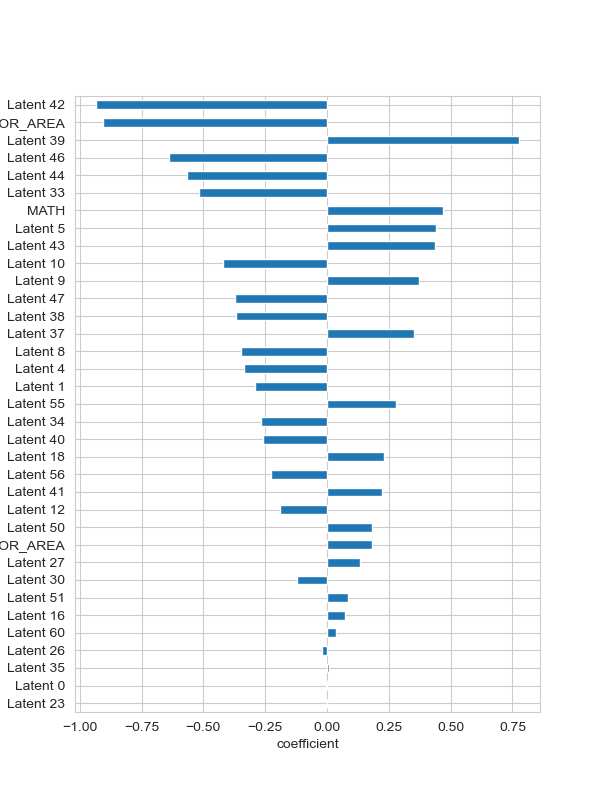 Latent 42
OR_AREA
Latent 39
Latent 46
Latent 44
Latent 33
MATH
Latent 5
Latent 43
Latent 10
Latent 9
Latent 47
Latent 38
Latent 37
Latent 8
Latent 4
Latent 1
Latent 55
Latent 34
Latent 40
Latent 18
Latent 56
Latent 41
Latent 12
Latent 50
OR_AREA
Latent 27
Latent 30
Latent 51
Latent 16
Latent 60
Latent 26
Latent 35
Latent 0
Latent 23
−1.00 −0.75 −0.50 −0.25 0.00 0.25 0.50 0.75
coefficient